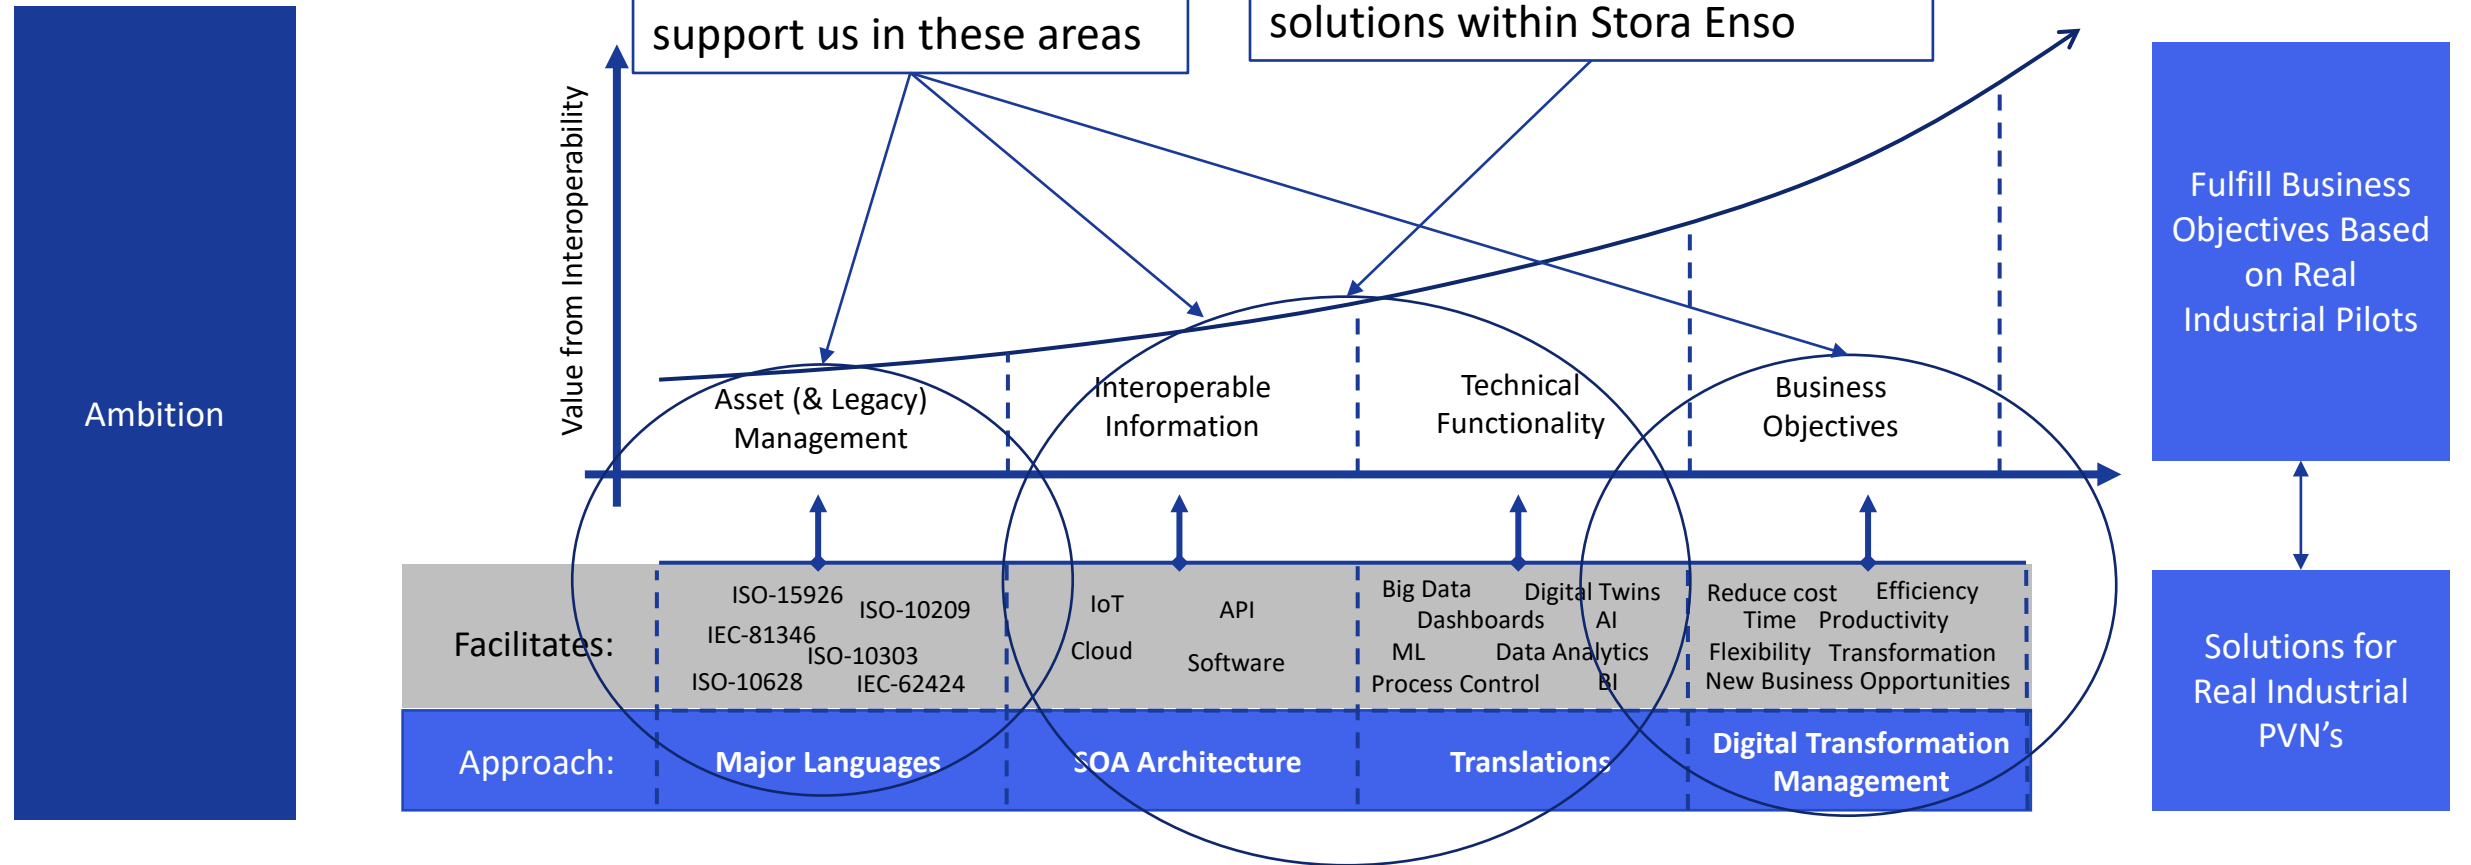 support us in these areas
solutions within Stora Enso
Ambition
Value from Interoperability
Asset (& Legacy)
Management
Interoperable
Information
Technical
Functionality
Business
Objectives
Fulfill Business
Objectives Based
on Real
Industrial Pilots
Facilitates:
ISO-15926
ISO-10209
IEC-81346
ISO-10303
ISO-10628
IEC-62424
IoT
API
Cloud
Software
Big Data
Digital Twins
Dashboards
AI
ML
Data Analytics
Process Control
BI
Reduce cost
Efficiency
Time
Productivity
Flexibility
Transformation
New Business Opportunities
Approach:
Major Languages
SOA Architecture
Translations
Digital Transformation
Management
Solutions for
Real Industrial
PVN’s